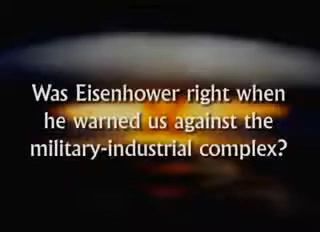 Was Eisenhower right when
he warned us against the
military-industrial complex?